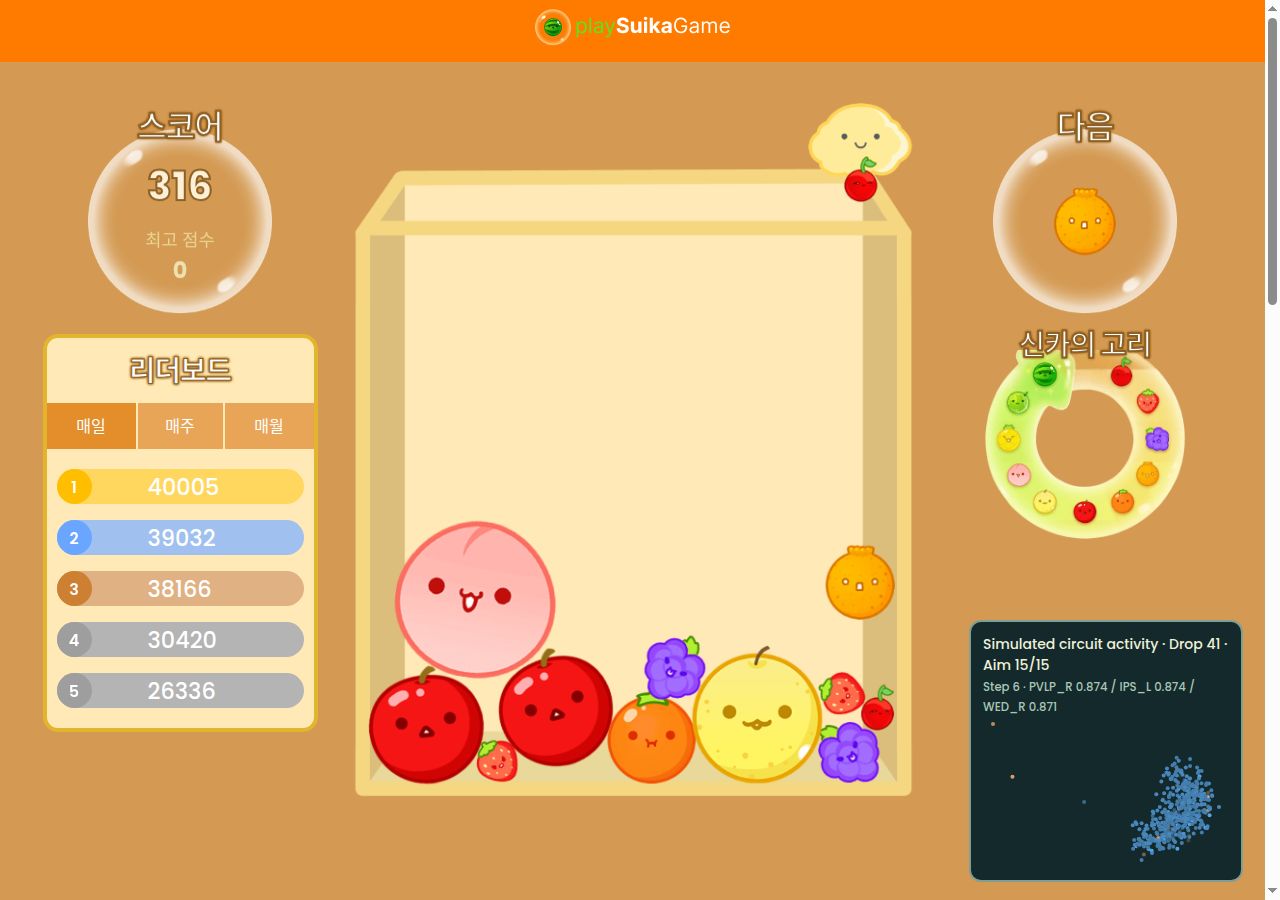 playSuikaGame
스코어
316
최고 점수
0
다음
리더보드
매일 매주 매월
1 40005
2 39032
3 38166
4 30420
5 26336
신카의 고리
Simulated circuit activity · Drop 41 ·
Aim 15/15
Step 6 · PVLP_R 0.874 / IPS_L 0.874 /
WED_R 0.871